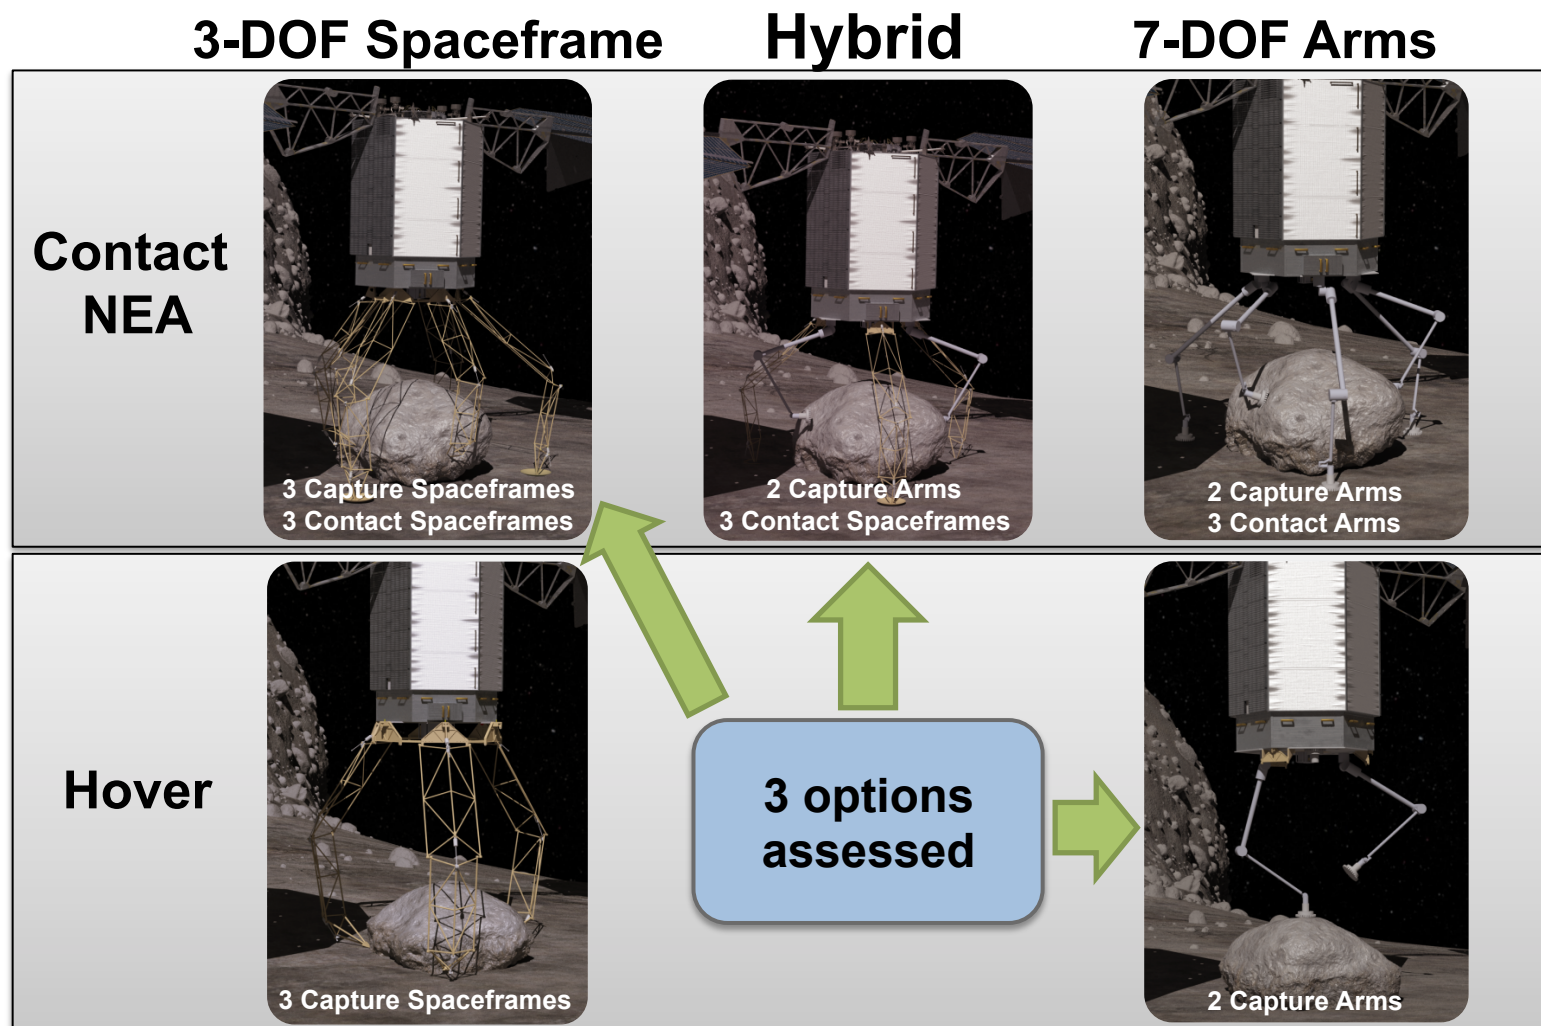 3-DOF Spaceframe
Hybrid
7-DOF Arms
Contact
NEA
3 Capture Spaceframes
3 Contact Spaceframes
2 Capture Arms
3 Contact Spaceframes
2 Capture Arms
3 Contact Arms
Hover
3 Capture Spaceframes
3 options
assessed
2 Capture Arms